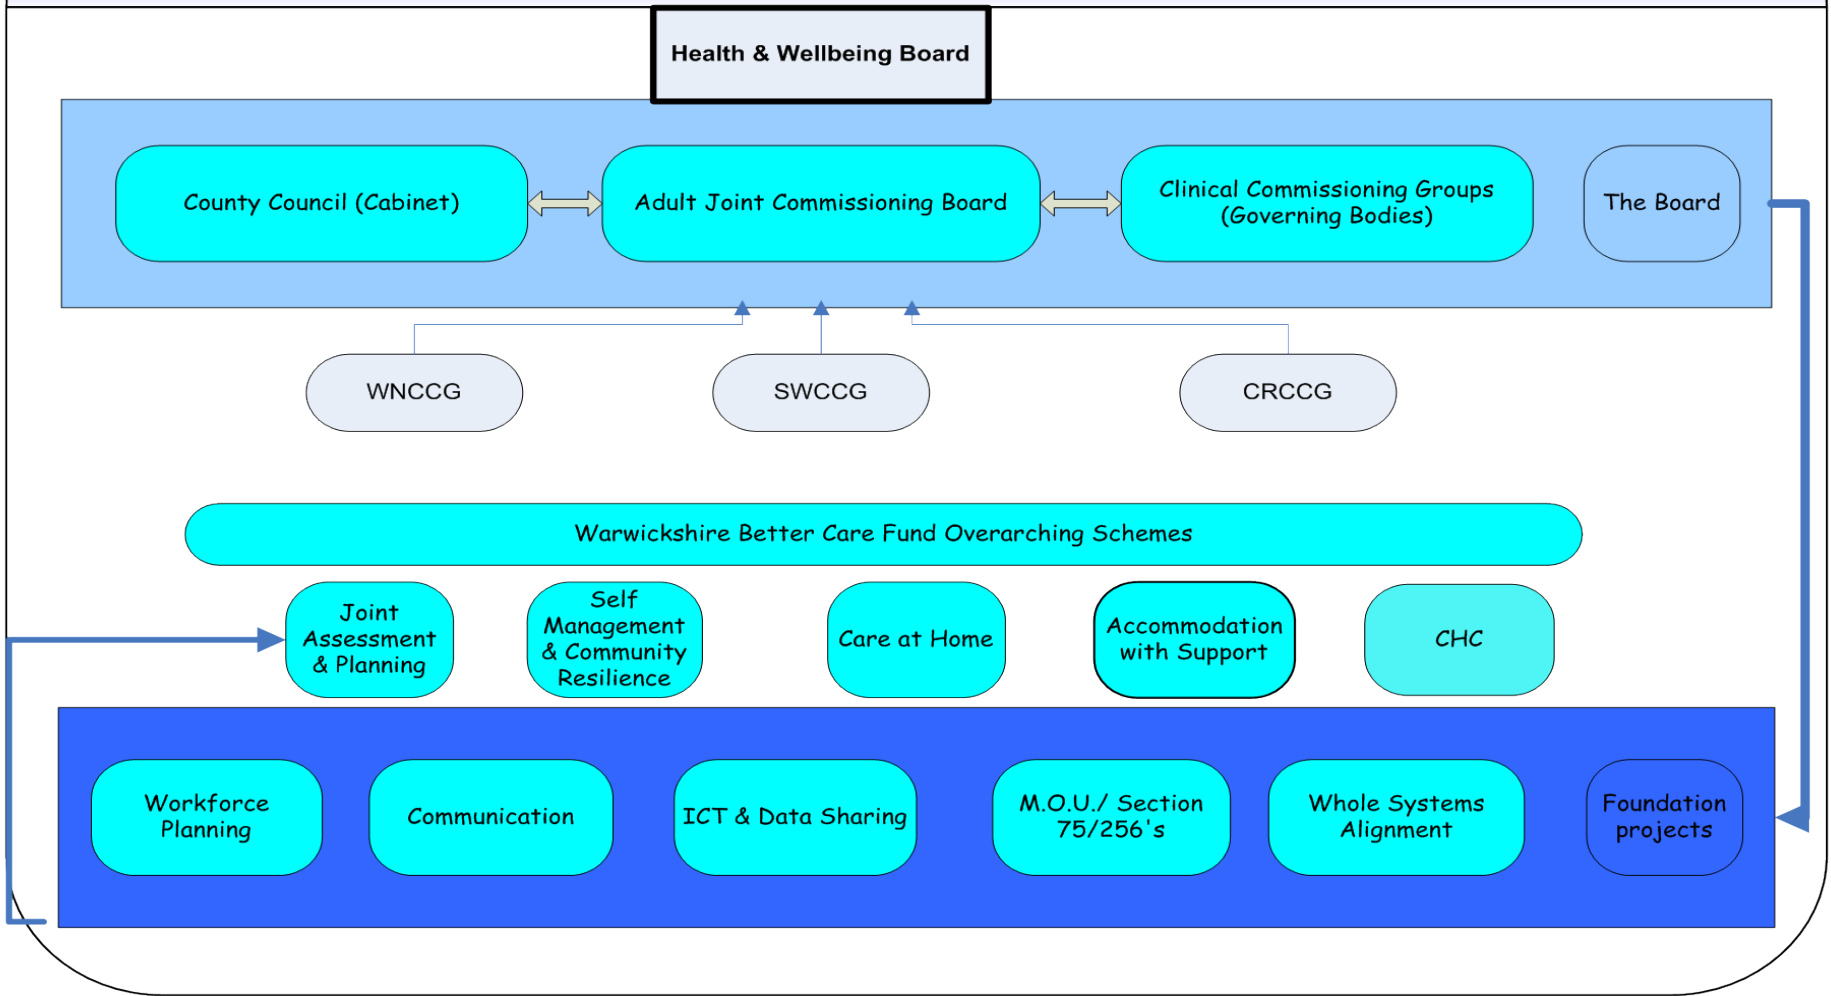 Health & Wellbeing Board
County Council (Cabinet)
Adult Joint Commissioning Board
Clinical Commissioning Groups
(Governing Bodies)
The Board
WNCCG
SWCCG
CRCCG
Warwickshire Better Care Fund Overarching Schemes
Joint
Assessment
& Planning
Self
Management
& Community
Resilience
Care at Home
Accommodation
with Support
CHC
Workforce
Planning
Communication
ICT & Data Sharing
M.O.U./ Section
75/256's
Whole Systems
Alignment
Foundation
projects